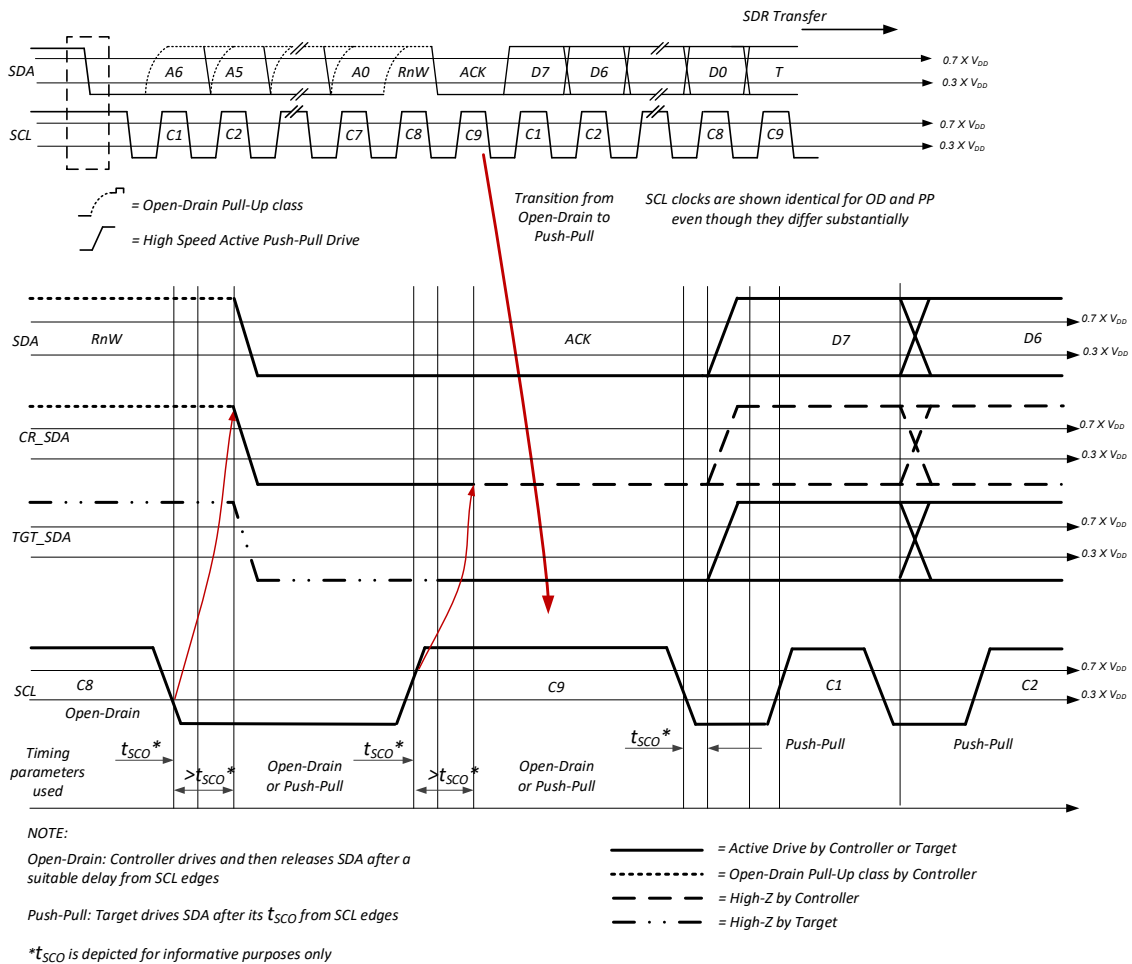 SDR Transfer
SDA
A6
A5
A0
RnW
ACK
D7
D6
D0
T
0.7 X VDD
0.3 X VDD
SCL
C1
C2
C7
C8
C9
C1
C2
C8
C9
0.7 X VDD
0.3 X VDD
= Open-Drain Pull-Up class
= High Speed Active Push-Pull Drive
Transition from
Open-Drain to
Push-Pull
SCL clocks are shown identical for OD and PP
even though they differ substantially
SDA
RnW
ACK
D7
D6
0.7 X VDD
0.3 X VDD
CR_SDA
0.7 X VDD
0.3 X VDD
TGT_SDA
0.7 X VDD
0.3 X VDD
SCL
C8
Open-Drain
C9
C1
C2
0.7 X VDD
0.3 X VDD
Timing
parameters
used
tSCO*
>tSCO*
Open-Drain
or Push-Pull
tSCO*
>tSCO*
Open-Drain
or Push-Pull
tSCO*
Push-Pull
Push-Pull
NOTE:
Open-Drain: Controller drives and then releases SDA after a
suitable delay from SCL edges
Push-Pull: Target drives SDA after its tSCO from SCL edges
*tSCO is depicted for informative purposes only
= Active Drive by Controller or Target
= Open-Drain Pull-Up class by Controller
= High-Z by Controller
= High-Z by Target